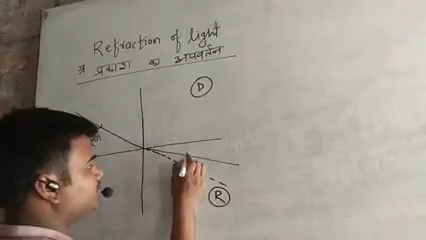 Refraction of light
प्रकाश का अपवर्तन
D
R